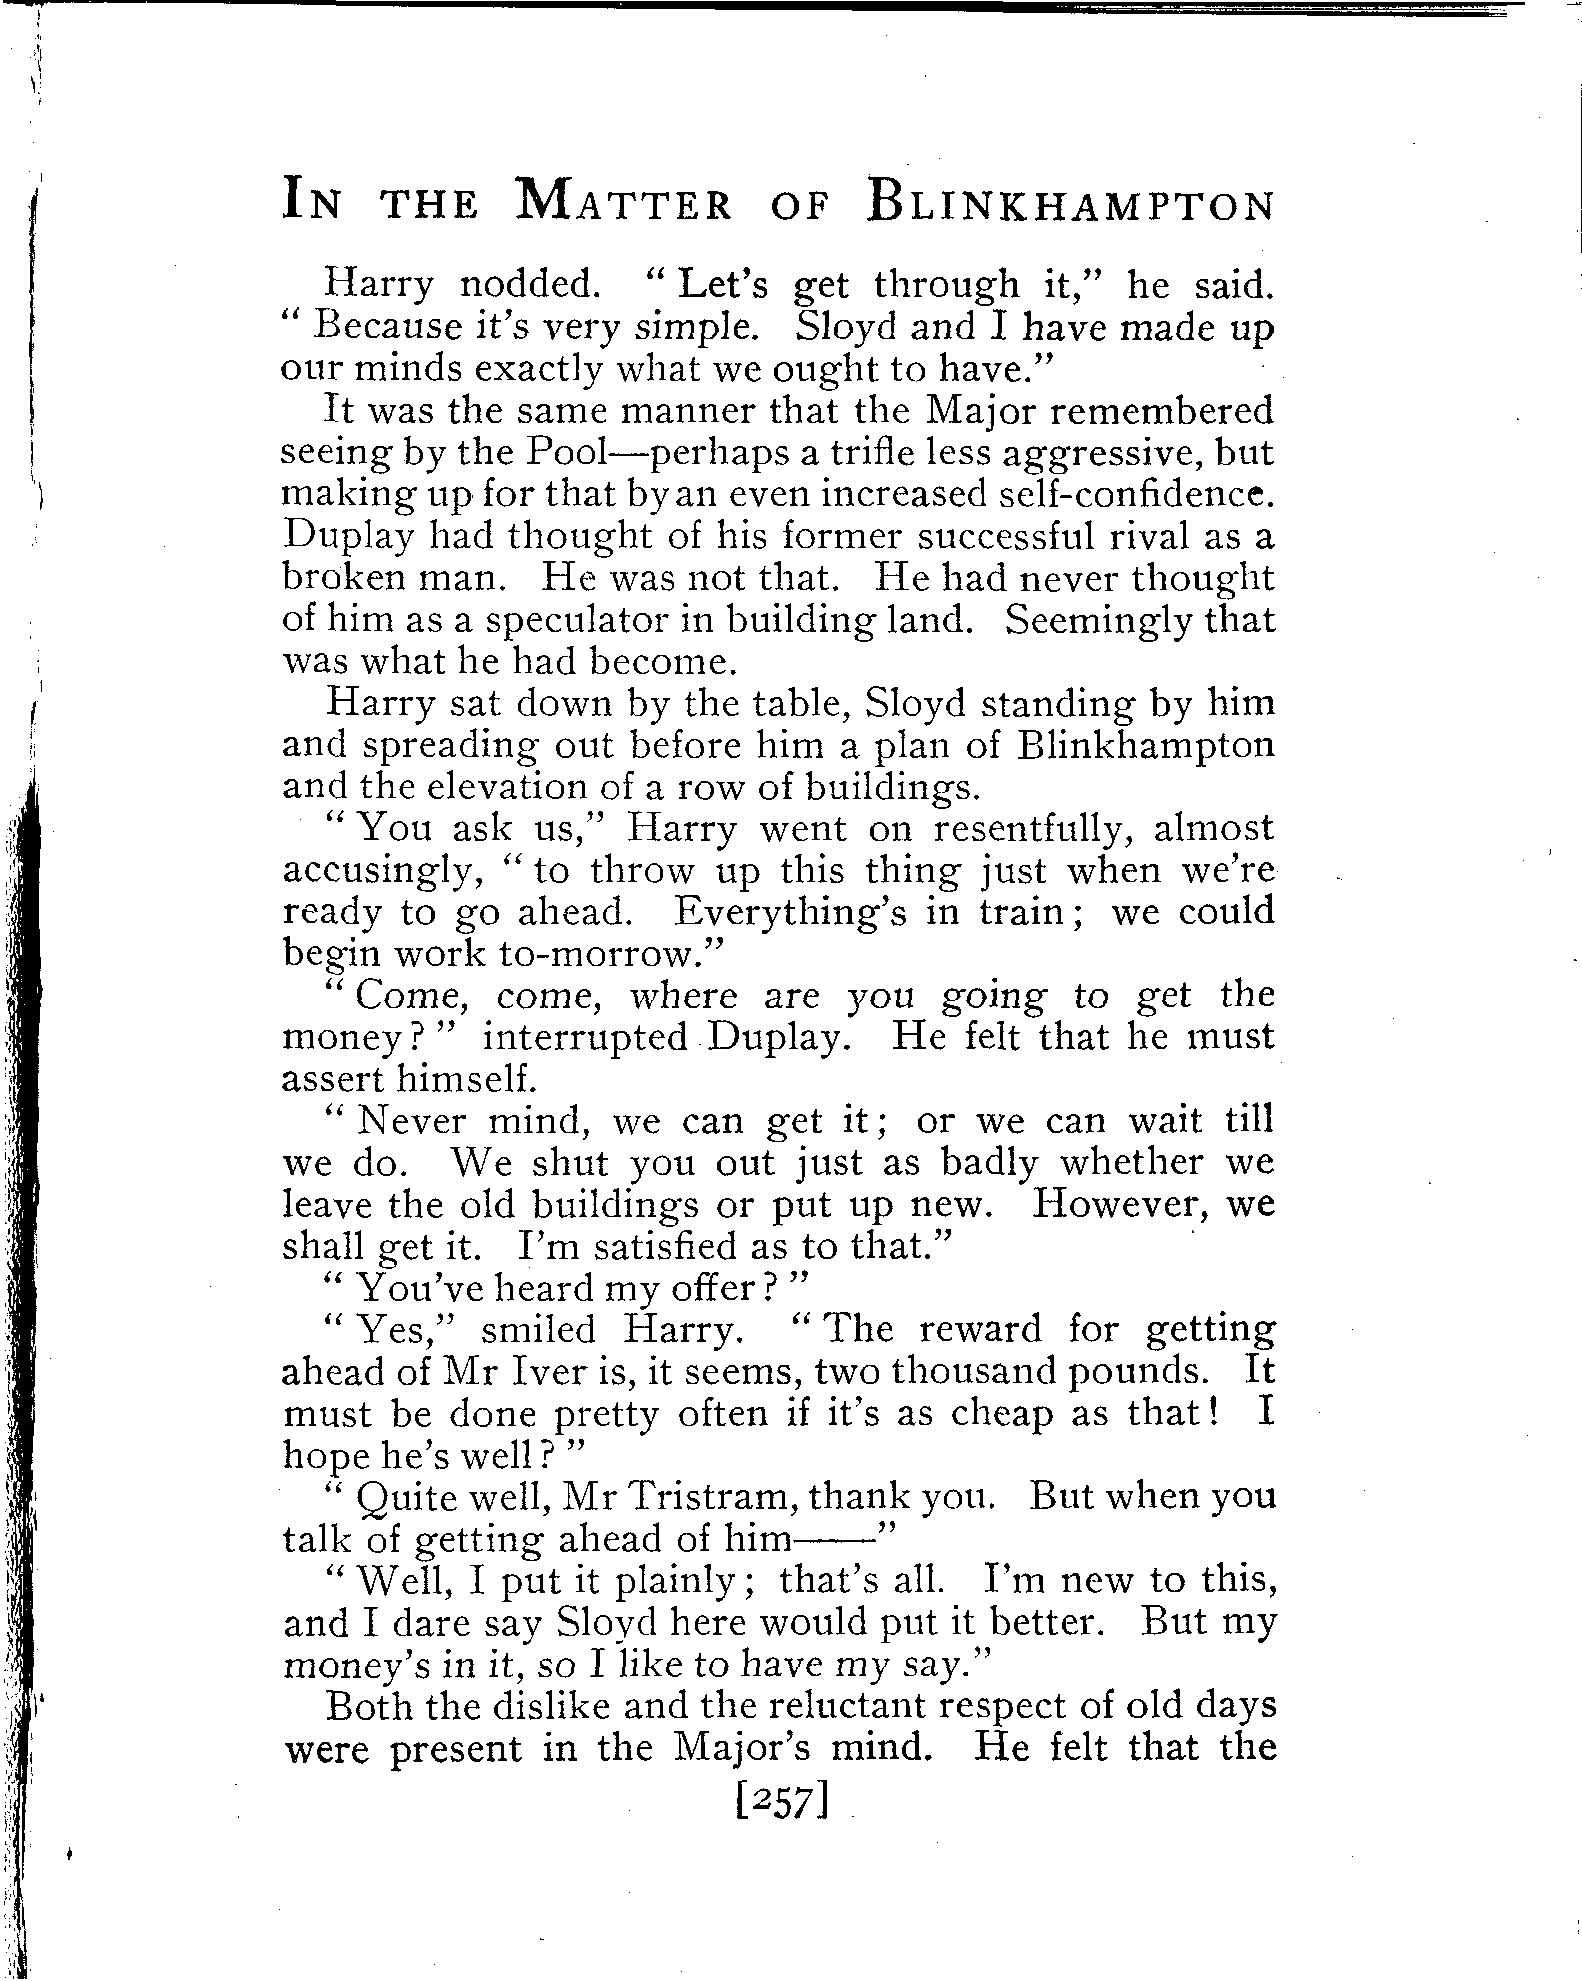 In the Matter of Blinkhampton
Harry nodded. “ Let's get through it,” he said.
“ Because it's very simple. Sloyd and I have made up
our minds exactly what we ought to have.”
It was the same manner that the Major remembered
seeing by the Pool—perhaps a trifle less aggressive, but
making up for that by an even increased self-confidence.
Duplay had thought of his former successful rival as a
broken man. He was not that. He had never thought
of him as a speculator in building land. Seemingly that
was what he had become.
Harry sat down by the table, Sloyd standing by him
and spreading out before him a plan of Blinkhampton
and the elevation of a row of buildings.
“ You ask us,” Harry went on resentfully, almost
accusingly, “ to throw up this thing just when we're
ready to go ahead. Everything's in train ; we could
begin work to-morrow.”
“ Come, come, where are you going to get the
money ? ” interrupted Duplay. He felt that he must
assert himself.
“ Never mind, we can get it ; or we can wait till
we do. We shut you out just as badly whether we
leave the old buildings or put up new. However, we
shall get it. I'm satisfied as to that.”
“ You've heard my offer ? ”
“ Yes,” smiled Harry. “ The reward for getting
ahead of Mr Iver is, it seems, two thousand pounds. It
must be done pretty often if it's as cheap as that ! I
hope he's well ? ”
“ Quite well, Mr Tristram, thank you. But when you
talk of getting ahead of him——”
“ Well, I put it plainly ; that's all. I'm new to this,
and I dare say Sloyd here would put it better. But my
money's in it, so I like to have my say.”
Both the dislike and the reluctant respect of old days
were present in the Major's mind. He felt that the
[257]